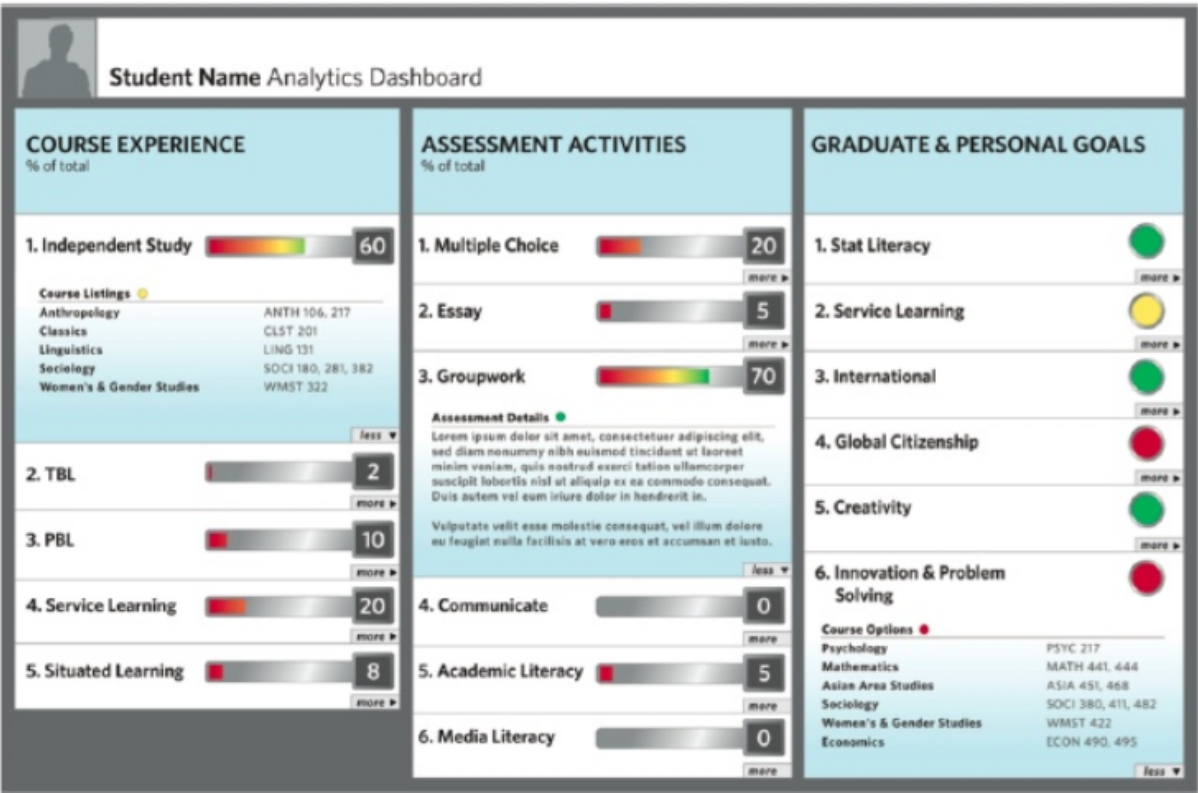 Student Name Analytics Dashboard
COURSE EXPERIENCE
% of total
1. Independent Study 60
Course Listings
Anthropology ANTH 106, 217
Classics CLST 201
Linguistics LING 131
Sociology SOCI 180, 281, 382
Women's & Gender Studies WMST 322
less
2. TBL 2
more
3. PBL 10
more
4. Service Learning 20
more
5. Situated Learning 8
more
ASSESSMENT ACTIVITIES
% of total
1. Multiple Choice 20
more
2. Essay 5
more
3. Groupwork 70
Assessment Details
Lorem ipsum dolor sit amet, consectetuer adipiscing elit,
sed diam nonummy nibh euismod tincidunt ut laoreet
minim veniam, quis nostrud exerci tation ullamcorper
suscipit lobortis nisl ut aliquip ex ea commodo consequat.
Duis autem vel eum iriure dolor in hendrerit in.
Vulputate velit esse molestie consequat, vel illum dolore
eu feugiat nulla facilisis at vero eros et accumsan et iusto.
less
4. Communicate 0
more
5. Academic Literacy 5
more
6. Media Literacy 0
more
GRADUATE & PERSONAL GOALS
1. Stat Literacy
more
2. Service Learning
more
3. International
more
4. Global Citizenship
more
5. Creativity
more
6. Innovation & Problem
Solving
Course Options
Psychology PSYC 217
Mathematics MATH 441, 444
Asian Area Studies ASIA 451, 468
Sociology SOCI 380, 411, 482
Women's & Gender Studies WMST 422
Economics ECON 490, 495
less